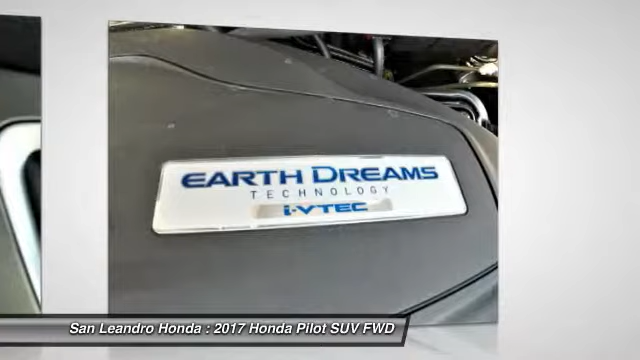 EARTH DREAMS
TECHNOLOGY
i-VTEC
San Leandro Honda : 2017 Honda Pilot SUV FWD